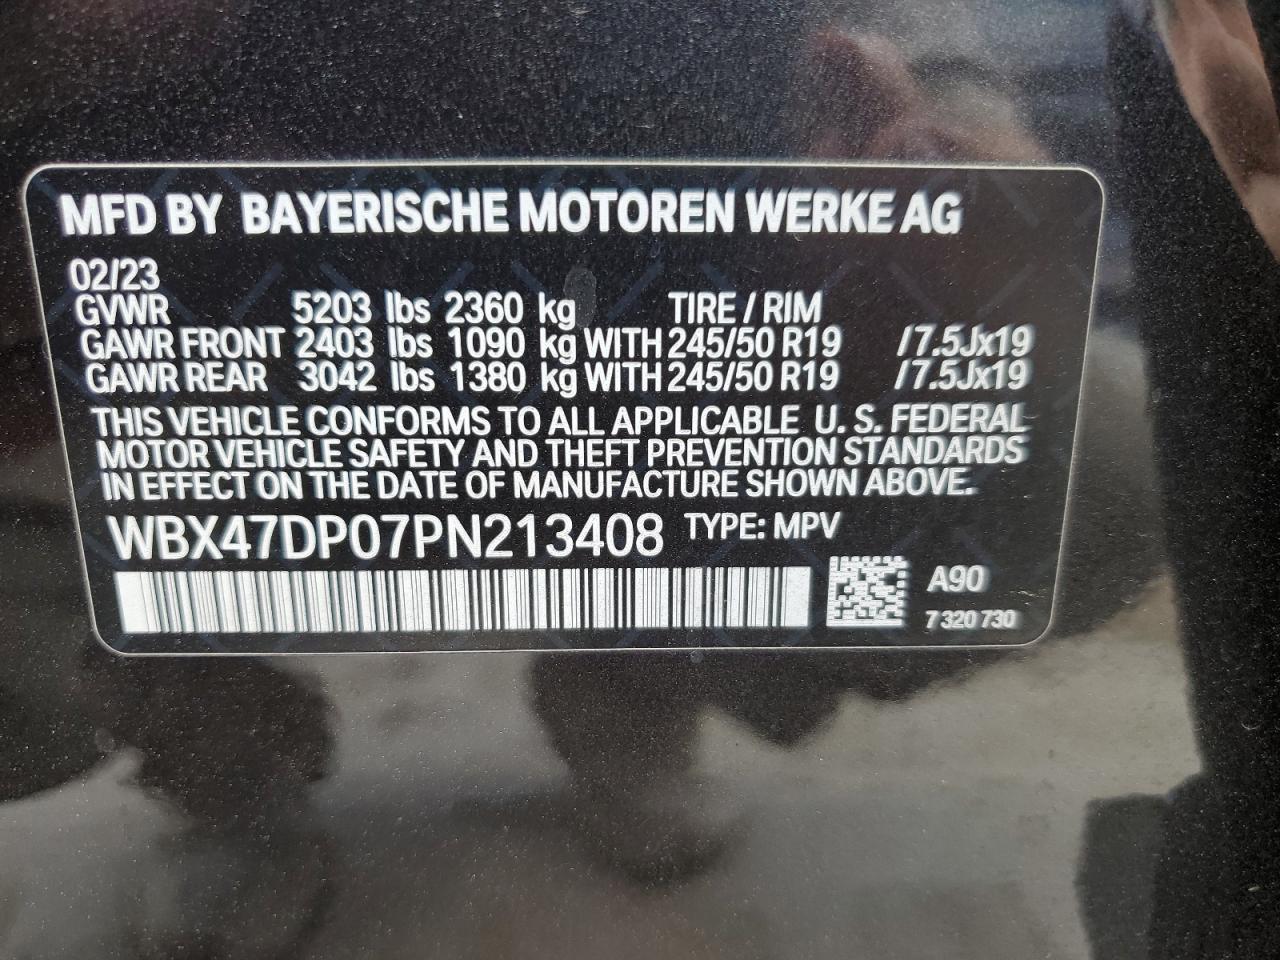 MFD BY BAYERISCHE MOTOREN WERKE AG
02/23
GVWR 5203 lbs 2360 kg TIRE / RIM
GAWR FRONT 2403 lbs 1090 kg WITH 245/50 R19 /7.5Jx19
GAWR REAR 3042 lbs 1380 kg WITH 245/50 R19 /7.5Jx19
THIS VEHICLE CONFORMS TO ALL APPLICABLE U. S. FEDERAL
MOTOR VEHICLE SAFETY AND THEFT PREVENTION STANDARDS
IN EFFECT ON THE DATE OF MANUFACTURE SHOWN ABOVE.
WBX47DP07PN213408 TYPE: MPV
A90
7 320 730